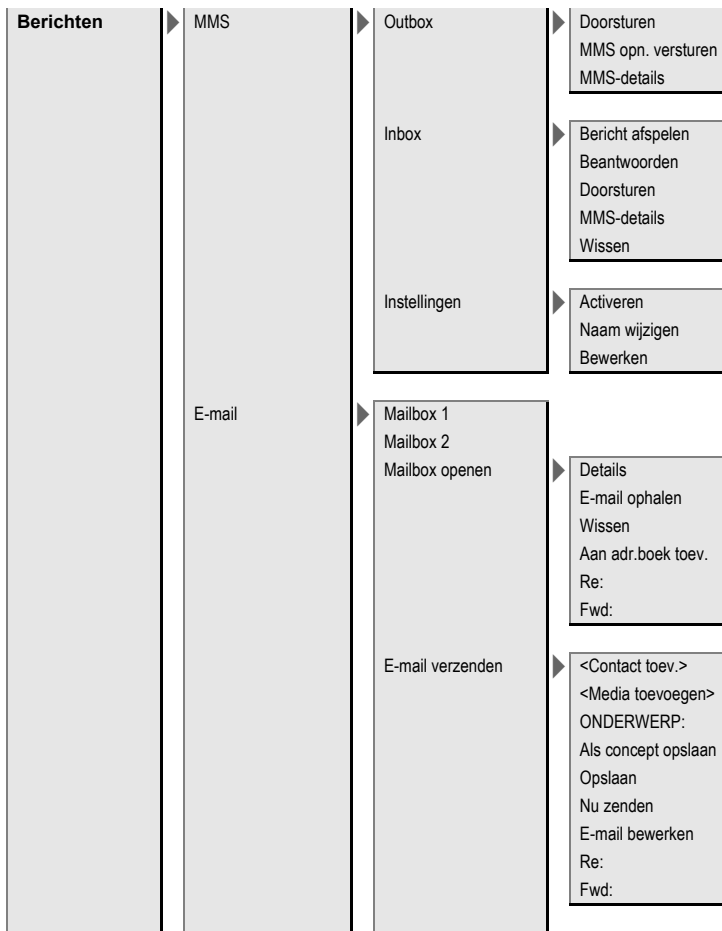 Berichten MMS Outbox Doorsturen
MMS opn. versturen
MMS-details
Inbox Bericht afspelen
Beantwoorden
Doorsturen
MMS-details
Wissen
Instellingen Activeren
Naam wijzigen
Bewerken
E-mail Mailbox 1
Mailbox 2
Mailbox openen Details
E-mail ophalen
Wissen
Aan adr.boek toev.
Re:
Fwd:
E-mail verzenden <Contact toev.>
<Media toevoegen>
ONDERWERP:
Als concept opslaan
Opslaan
Nu zenden
E-mail bewerken
Re:
Fwd: